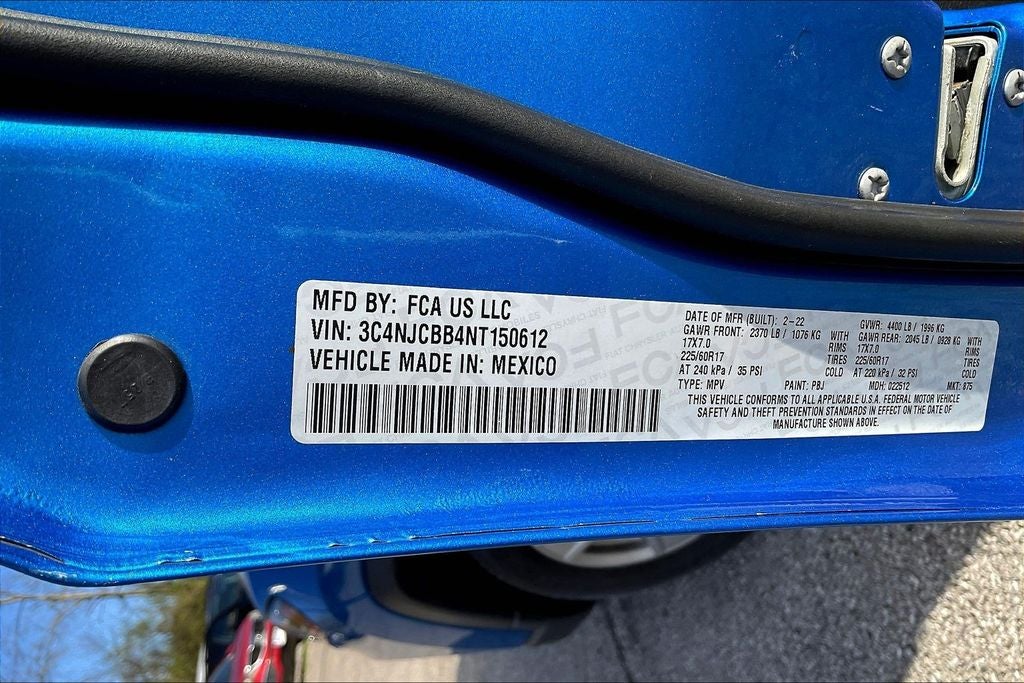 MFD BY: FCA US LLC
VIN: 3C4NJCBB4NT150612
VEHICLE MADE IN: MEXICO
DATE OF MFR (BUILT): 2-22 GVWR: 4400 LB / 1996 KG
GAWR FRONT: 2370 LB / 1076 KG WITH GAWR REAR: 2045 LB / 0928 KG WITH
17X7.0 RIMS 17X7.0 RIMS
225/60R17 TIRES 225/60R17 TIRES
AT 240 kPa / 35 PSI COLD AT 220 kPa / 32 PSI COLD
TYPE: MPV PAINT: PBJ MDH: 022512 MKT: 875
THIS VEHICLE CONFORMS TO ALL APPLICABLE U.S.A. FEDERAL MOTOR VEHICLE
SAFETY AND THEFT PREVENTION STANDARDS IN EFFECT ON THE DATE OF
MANUFACTURE SHOWN ABOVE.